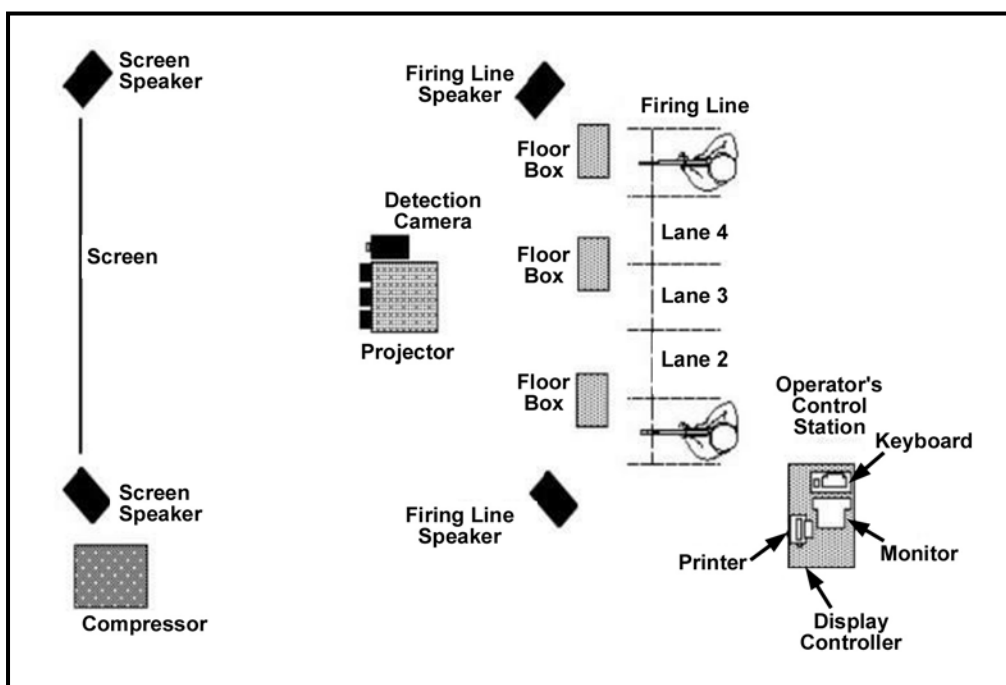 Screen
Speaker
Firing Line
Speaker
Firing Line
Floor
Box
Detection
Camera
Lane 4
Screen
Floor
Box
Lane 3
Projector
Lane 2
Floor
Box
Operator's
Control
Station
Keyboard
Screen
Speaker
Firing Line
Speaker
Printer
Monitor
Compressor
Display
Controller